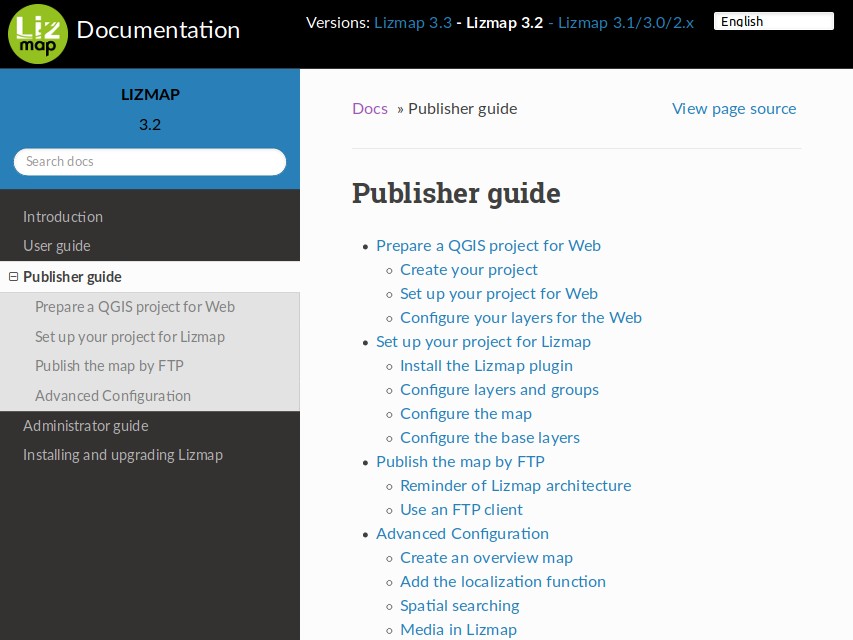 Liz
map
Documentation
Versions: Lizmap 3.3 - Lizmap 3.2 - Lizmap 3.1/3.0/2.x
English
LIZMAP
3.2
Search docs
Introduction
User guide
Publisher guide
Prepare a QGIS project for Web
Set up your project for Lizmap
Publish the map by FTP
Advanced Configuration
Administrator guide
Installing and upgrading Lizmap
Docs » Publisher guide
View page source
Publisher guide
Prepare a QGIS project for Web
Create your project
Set up your project for Web
Configure your layers for the Web
Set up your project for Lizmap
Install the Lizmap plugin
Configure layers and groups
Configure the map
Configure the base layers
Publish the map by FTP
Reminder of Lizmap architecture
Use an FTP client
Advanced Configuration
Create an overview map
Add the localization function
Spatial searching
Media in Lizmap